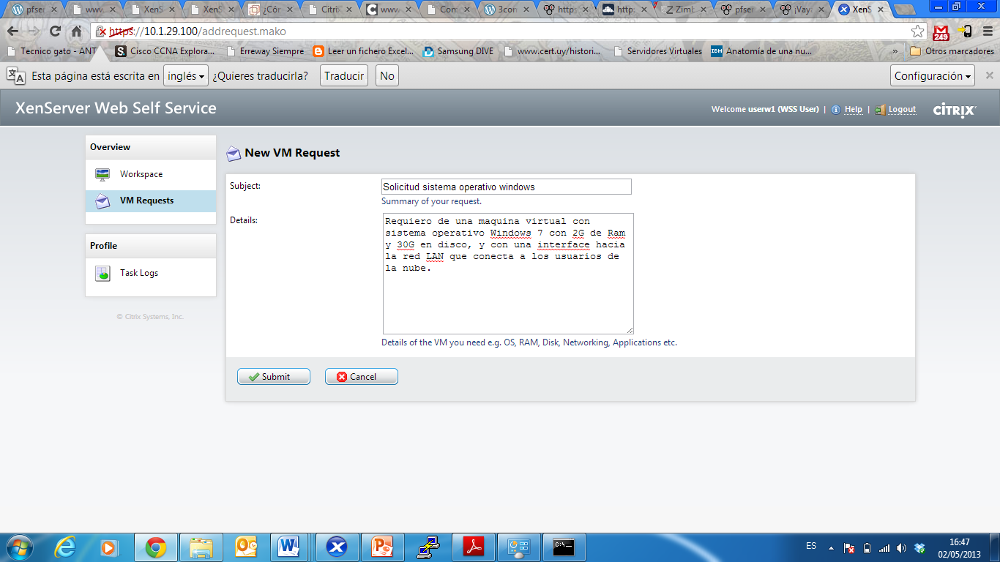 pfser
www
XenS
XenS
¿Cór
Citrix
www
Com
3cor
http:
http:
Zimb
pfser
¡Vay
XenS
https://10.1.29.100/addrequest.mako
249
Tecnico gato - ANT
Cisco CCNA Explora...
Erreway Siempre
Leer un fichero Excel...
Samsung DIVE
www.cert.uy/histori...
Servidores Virtuales
IBM
Anatomía de una nu...
»
Otros marcadores
Esta página está escrita en inglés ¿Quieres traducirla? Traducir No Configuración
XenServer Web Self Service
Welcome userw1 (WSS User) | Help | Logout
CITRIX
Overview
Workspace
VM Requests
Profile
Task Logs
© Citrix Systems, Inc.
New VM Request
Subject:
Solicitud sistema operativo windows
Summary of your request.
Details:
Requiero de una maquina virtual con
sistema operativo Windows 7 con 2G de Ram
y 30G en disco, y con una interface hacia
la red LAN que conecta a los usuarios de
la nube.
Details of the VM you need e.g. OS, RAM, Disk, Networking, Applications etc.
Submit
Cancel
ES
16:47
02/05/2013